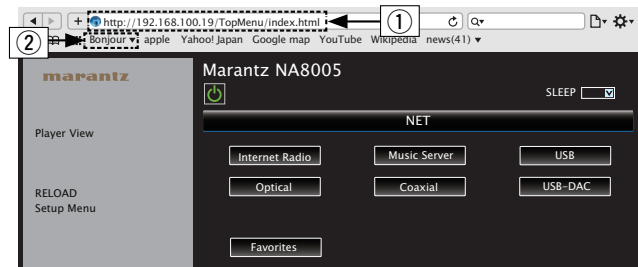 http://192.168.100.19/TopMenu/index.html
①
②
Bonjour ▾ apple Yahoo! Japan Google map YouTube Wikipedia news(41) ▾
marantz
Marantz NA8005
SLEEP
NET
Player View
Internet Radio Music Server USB
Optical Coaxial USB-DAC
RELOAD
Setup Menu
Favorites